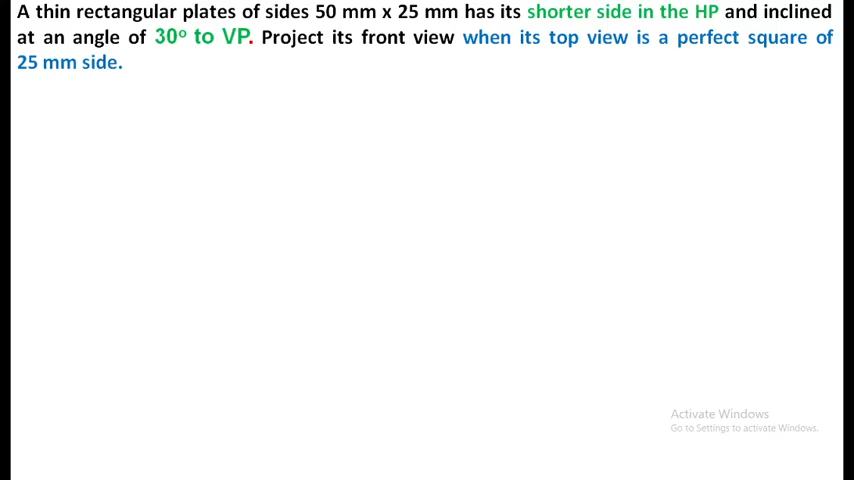 A thin rectangular plates of sides 50 mm x 25 mm has its shorter side in the HP and inclined
at an angle of 30º to VP. Project its front view when its top view is a perfect square of
25 mm side.
Activate Windows
Go to Settings to activate Windows.